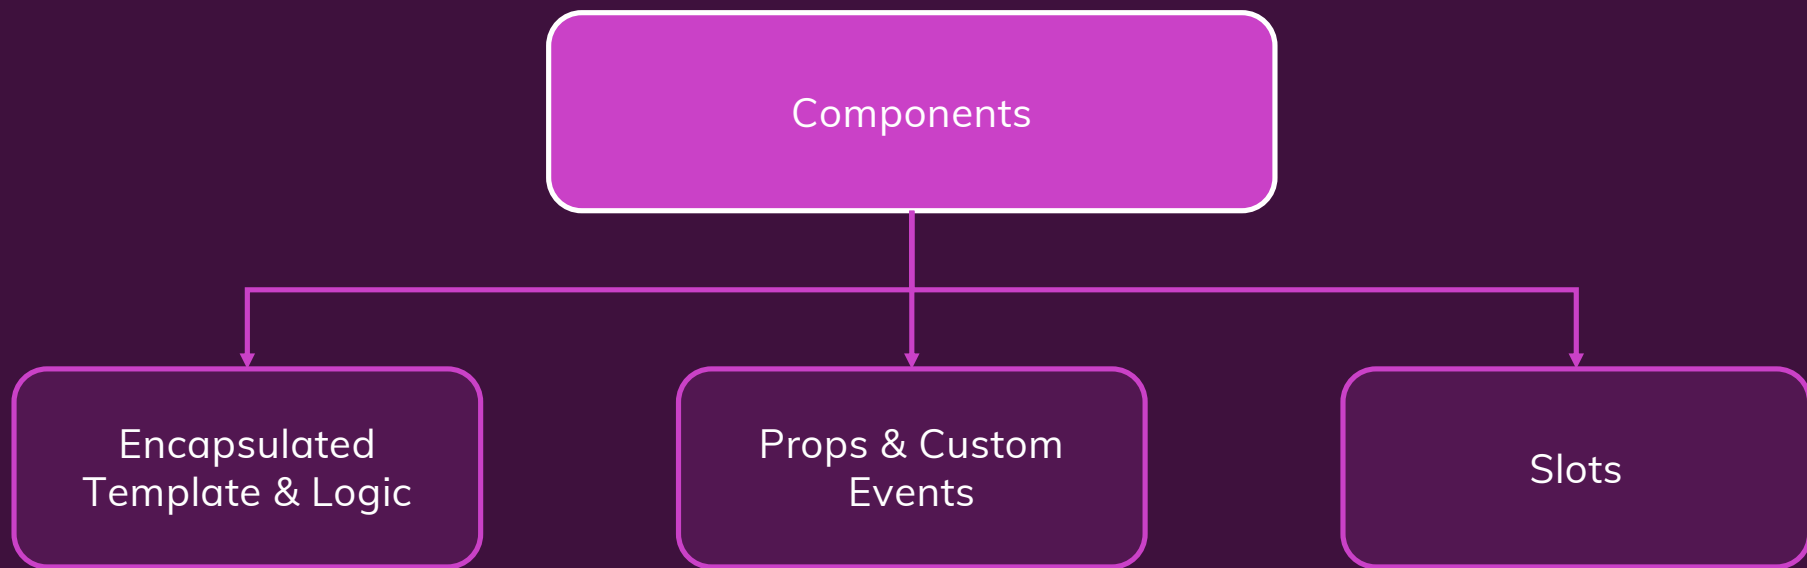 Components
Encapsulated
Template & Logic
Props & Custom
Events
Slots